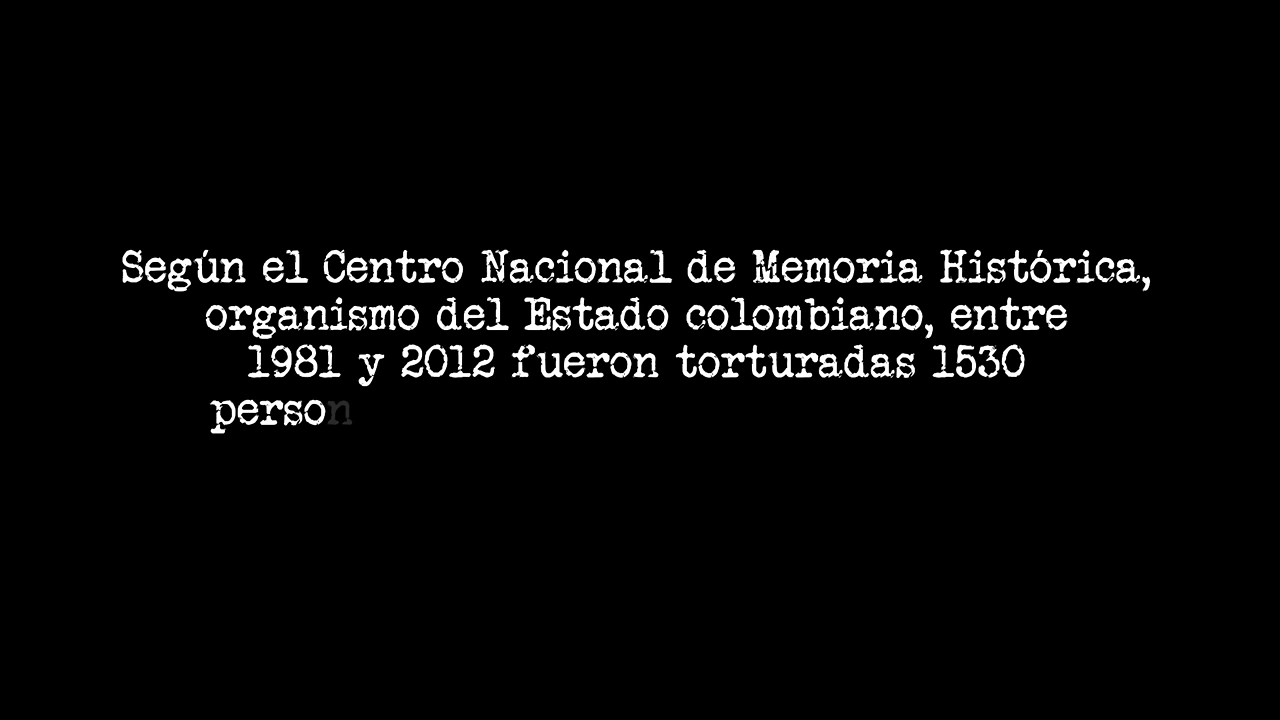 Según el Centro Nacional de Memoria Histórica,
organismo del Estado colombiano, entre
1981 y 2012 fueron torturadas 1530
person